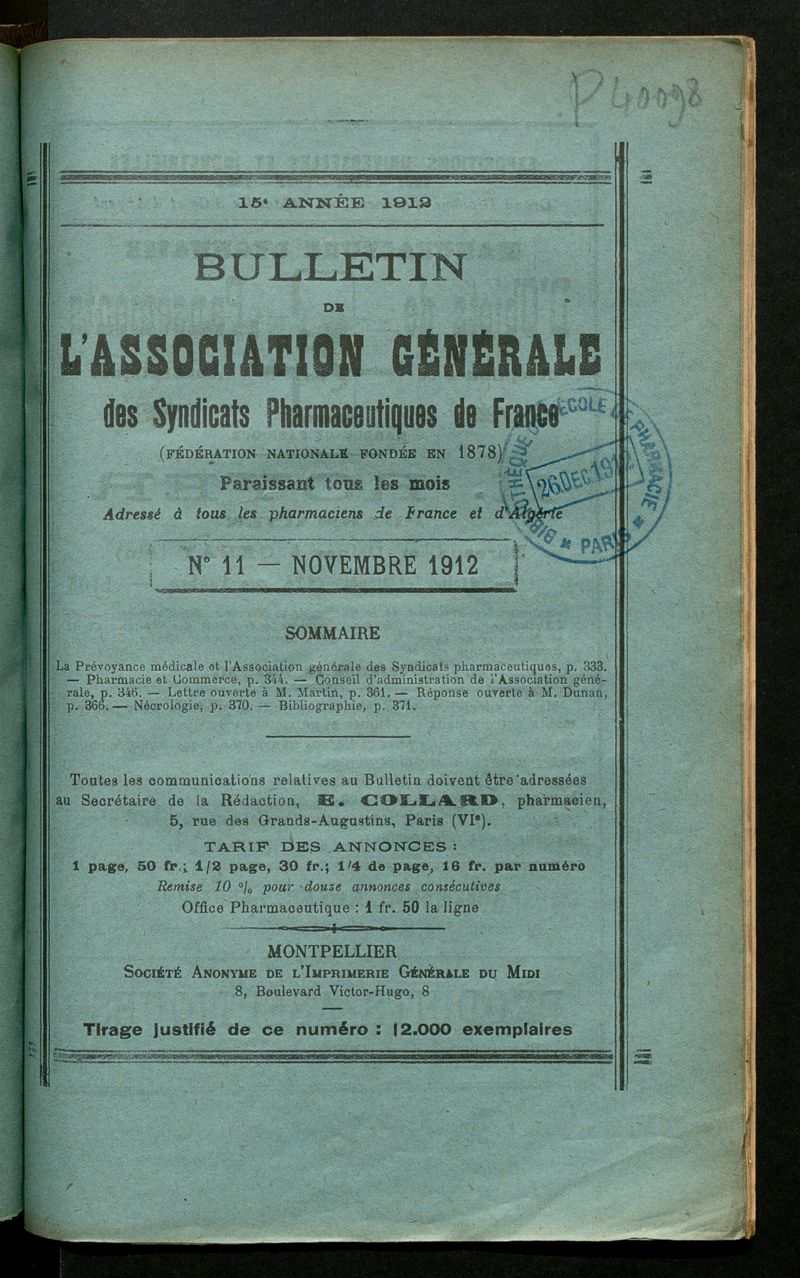 P 40098
15e ANNÉE 1912
BULLETIN
DE
L'ASSOCIATION GÉNÉRALE
des Syndicats Pharmaceutiques de France
(FÉDÉRATION NATIONALE FONDÉE EN 1878)
Paraissant tous les mois
Adressé à tous les pharmaciens de France et d'Algérie
ECOLE DE PHARMACIE
26 DEC 191
PARIS
N° 11 — NOVEMBRE 1912
SOMMAIRE
La Prévoyance médicale et l'Association générale des Syndicats pharmaceutiques, p. 333.
— Pharmacie et Commerce, p. 344. — Conseil d'administration de l'Association géné-
rale, p. 346. — Lettre ouverte à M. Martin, p. 361. — Réponse ouverte à M. Dunan,
p. 366. — Nécrologie, p. 370. — Bibliographie, p. 371.
Toutes les communications relatives au Bulletin doivent être adressées
au Secrétaire de la Rédaction, E. COLLARD, pharmacien,
5, rue des Grands-Augustins, Paris (VIe).
TARIF DES ANNONCES :
1 page, 50 fr.; 1/2 page, 30 fr.; 1/4 de page, 16 fr. par numéro
Remise 10 % pour douze annonces consécutives
Office Pharmaceutique : 1 fr. 50 la ligne
MONTPELLIER
SOCIÉTÉ ANONYME DE L'IMPRIMERIE GÉNÉRALE DU MIDI
8, Boulevard Victor-Hugo, 8
Tirage justifié de ce numéro : 12.000 exemplaires